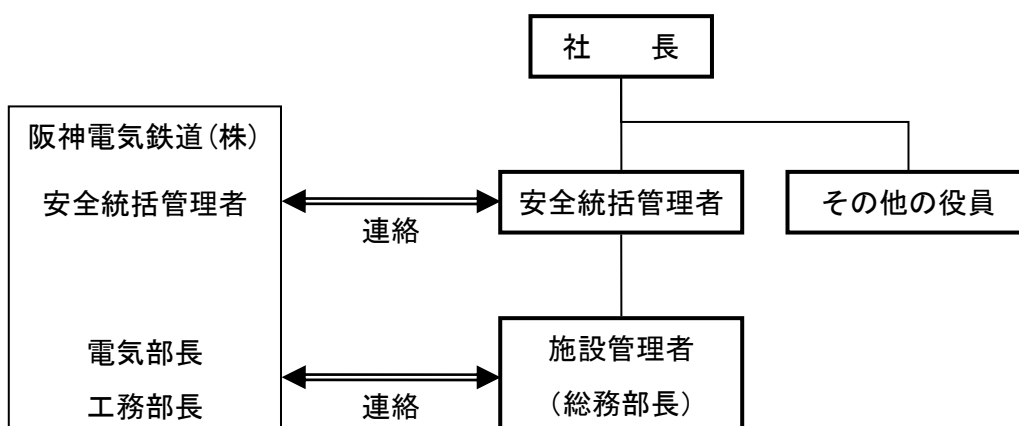 社　　長
阪神電気鉄道(株)
安全統括管理者
連絡
安全統括管理者
その他の役員
電気部長
工務部長
連絡
施設管理者
(総務部長)